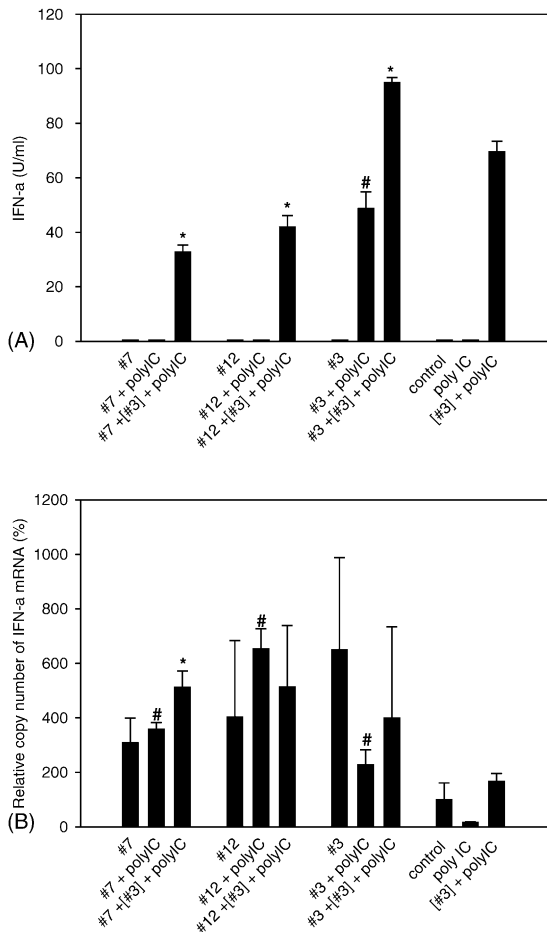 120
100
80
60
40
20
0
IFN-a (U/ml)
*
*
#
*
(A)
#7
#7 + polyIC
#7 +[#3] + polyIC
#12
#12 + polyIC
#12 +[#3] + polyIC
#3
#3 + polyIC
#3 +[#3] + polyIC
control
poly IC
[#3] + polyIC
1200
1000
800
600
400
200
0
Relative copy number of IFN-a mRNA (%)
#
*
#
#
(B)
#7
#7 + polyIC
#7 +[#3] + polyIC
#12
#12 + polyIC
#12 +[#3] + polyIC
#3
#3 + polyIC
#3 +[#3] + polyIC
control
poly IC
[#3] + polyIC